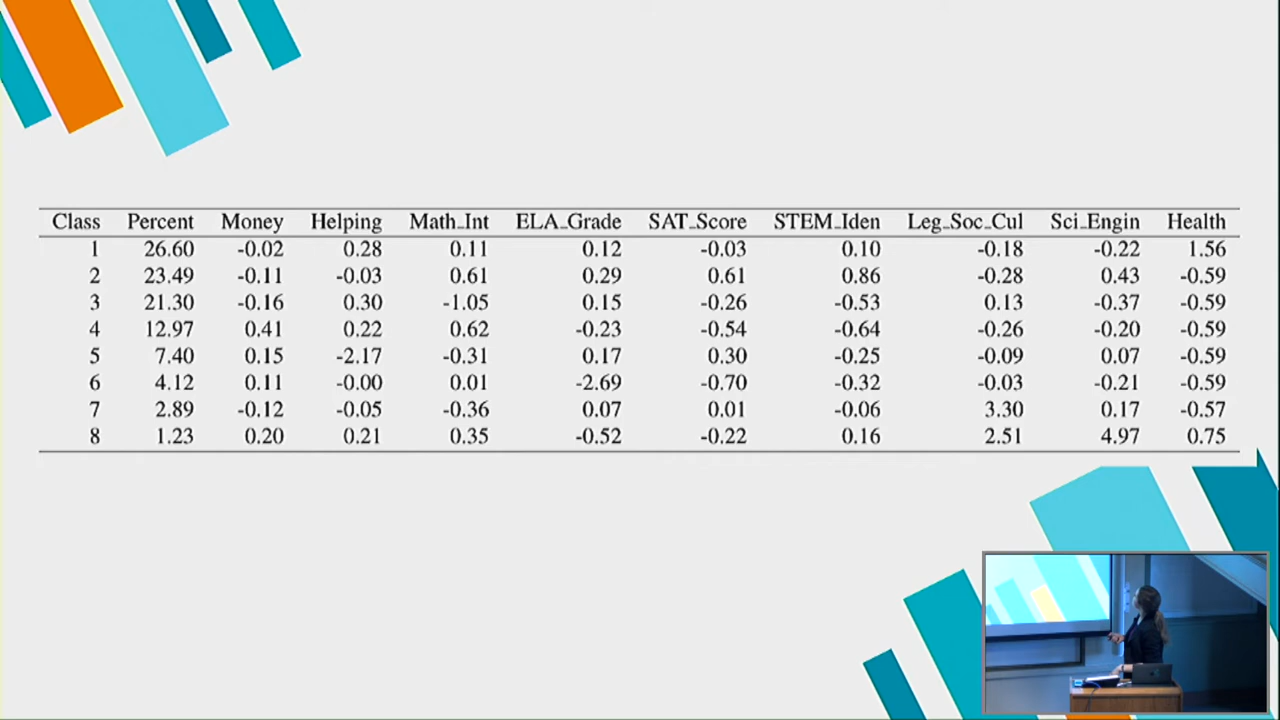 Class Percent Money Helping Math_Int ELA_Grade SAT_Score STEM_Iden Leg_Soc_Cul Sci_Engin Health
1 26.60 -0.02 0.28 0.11 0.12 -0.03 0.10 -0.18 -0.22 1.56
2 23.49 -0.11 -0.03 0.61 0.29 0.61 0.86 -0.28 0.43 -0.59
3 21.30 -0.16 0.30 -1.05 0.15 -0.26 -0.53 0.13 -0.37 -0.59
4 12.97 0.41 0.22 0.62 -0.23 -0.54 -0.64 -0.26 -0.20 -0.59
5 7.40 0.15 -2.17 -0.31 0.17 0.30 -0.25 -0.09 0.07 -0.59
6 4.12 0.11 -0.00 0.01 -2.69 -0.70 -0.32 -0.03 -0.21 -0.59
7 2.89 -0.12 -0.05 -0.36 0.07 0.01 -0.06 3.30 0.17 -0.57
8 1.23 0.20 0.21 0.35 -0.52 -0.22 0.16 2.51 4.97 0.75